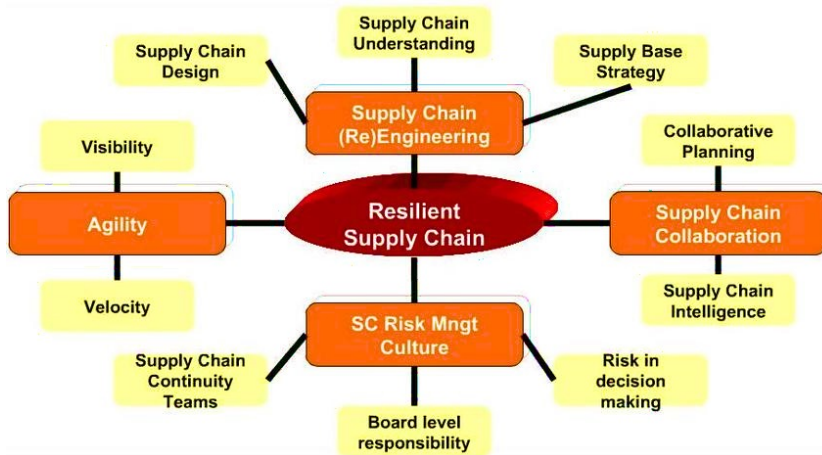 Supply Chain
Understanding
Supply Chain
Design
Supply Base
Strategy
Supply Chain
(Re)Engineering
Visibility
Collaborative
Planning
Agility
Resilient
Supply Chain
Supply Chain
Collaboration
Velocity
Supply Chain
Intelligence
SC Risk Mngt
Culture
Supply Chain
Continuity
Teams
Board level
responsibility
Risk in
decision
making